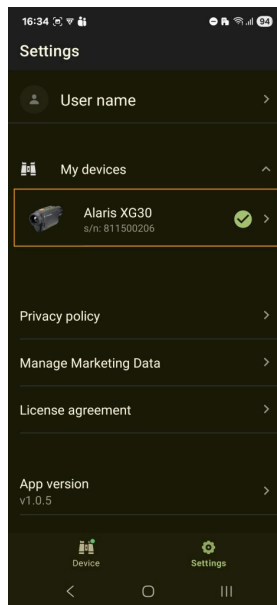 16:34
94
Settings
User name
My devices
Alaris XG30
s/n: 811500206
Privacy policy
Manage Marketing Data
License agreement
App version
v1.0.5
Device
Settings